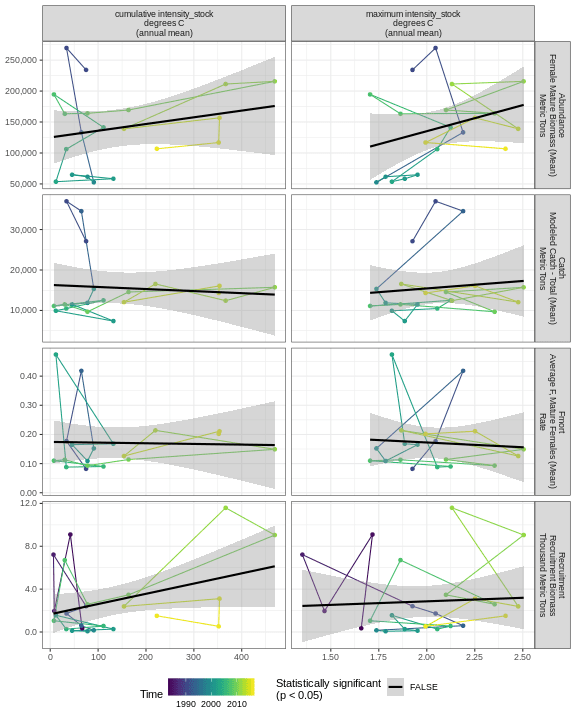 cumulative intensity_stock
degrees C
(annual mean)
maximum intensity_stock
degrees C
(annual mean)
250,000
200,000
150,000
100,000
50,000
Abundance
Female Mature Biomass (Mean)
Metric Tons
30,000
20,000
10,000
Catch
Modeled Catch - Total (Mean)
Metric Tons
0.40
0.30
0.20
0.10
0.00
Fmort
Average F, Mature Females (Mean)
Rate
12.0
8.0
4.0
0.0
Recruitment
Recruitment Biomass
Thousand Metric Tons
0 100 200 300 400
1.50 1.75 2.00 2.25 2.50
Time
1990 2000 2010
Statistically significant
(p < 0.05)
FALSE